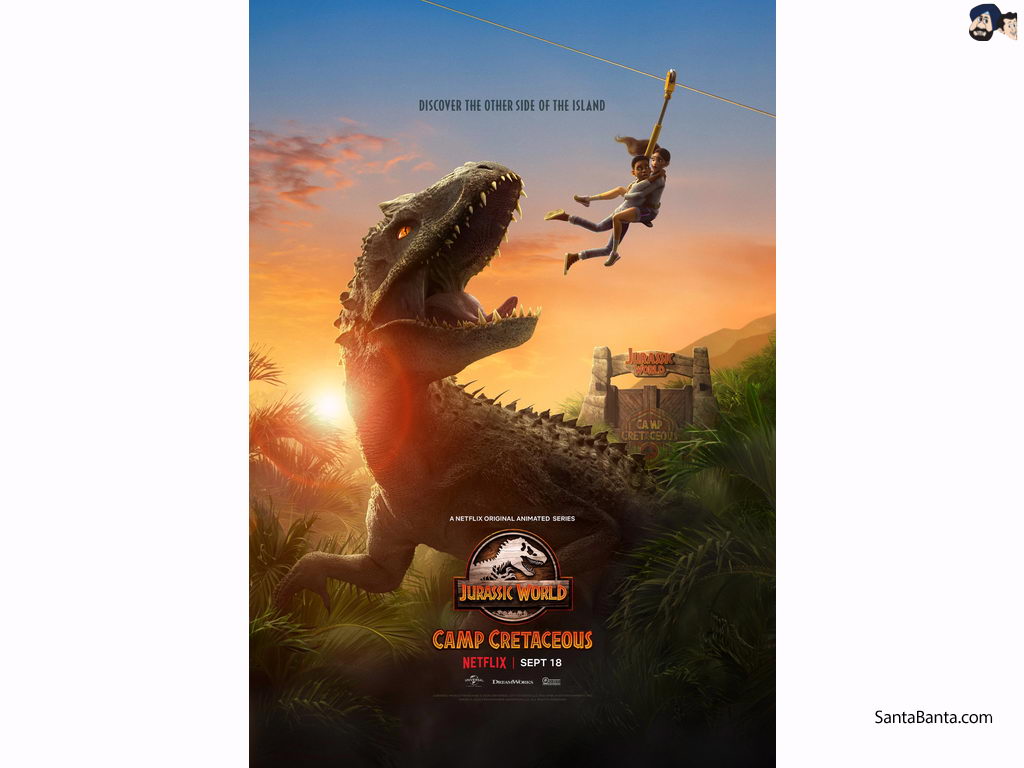 DISCOVER THE OTHER SIDE OF THE ISLAND
JURASSIC
WORLD
CAMP
CRETACEOUS
A NETFLIX ORIGINAL ANIMATED SERIES
JURASSIC WORLD
CAMP CRETACEOUS
NETFLIX | SEPT 18
UNIVERSAL DREAMWORKS
SantaBanta.com